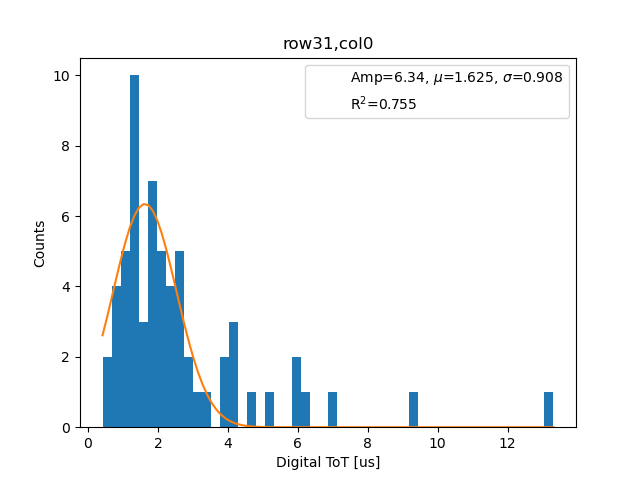 row31,col0
Amp=6.34, μ=1.625, σ=0.908
R²=0.755
Counts
10
8
6
4
2
0
0 2 4 6 8 10 12
Digital ToT [us]